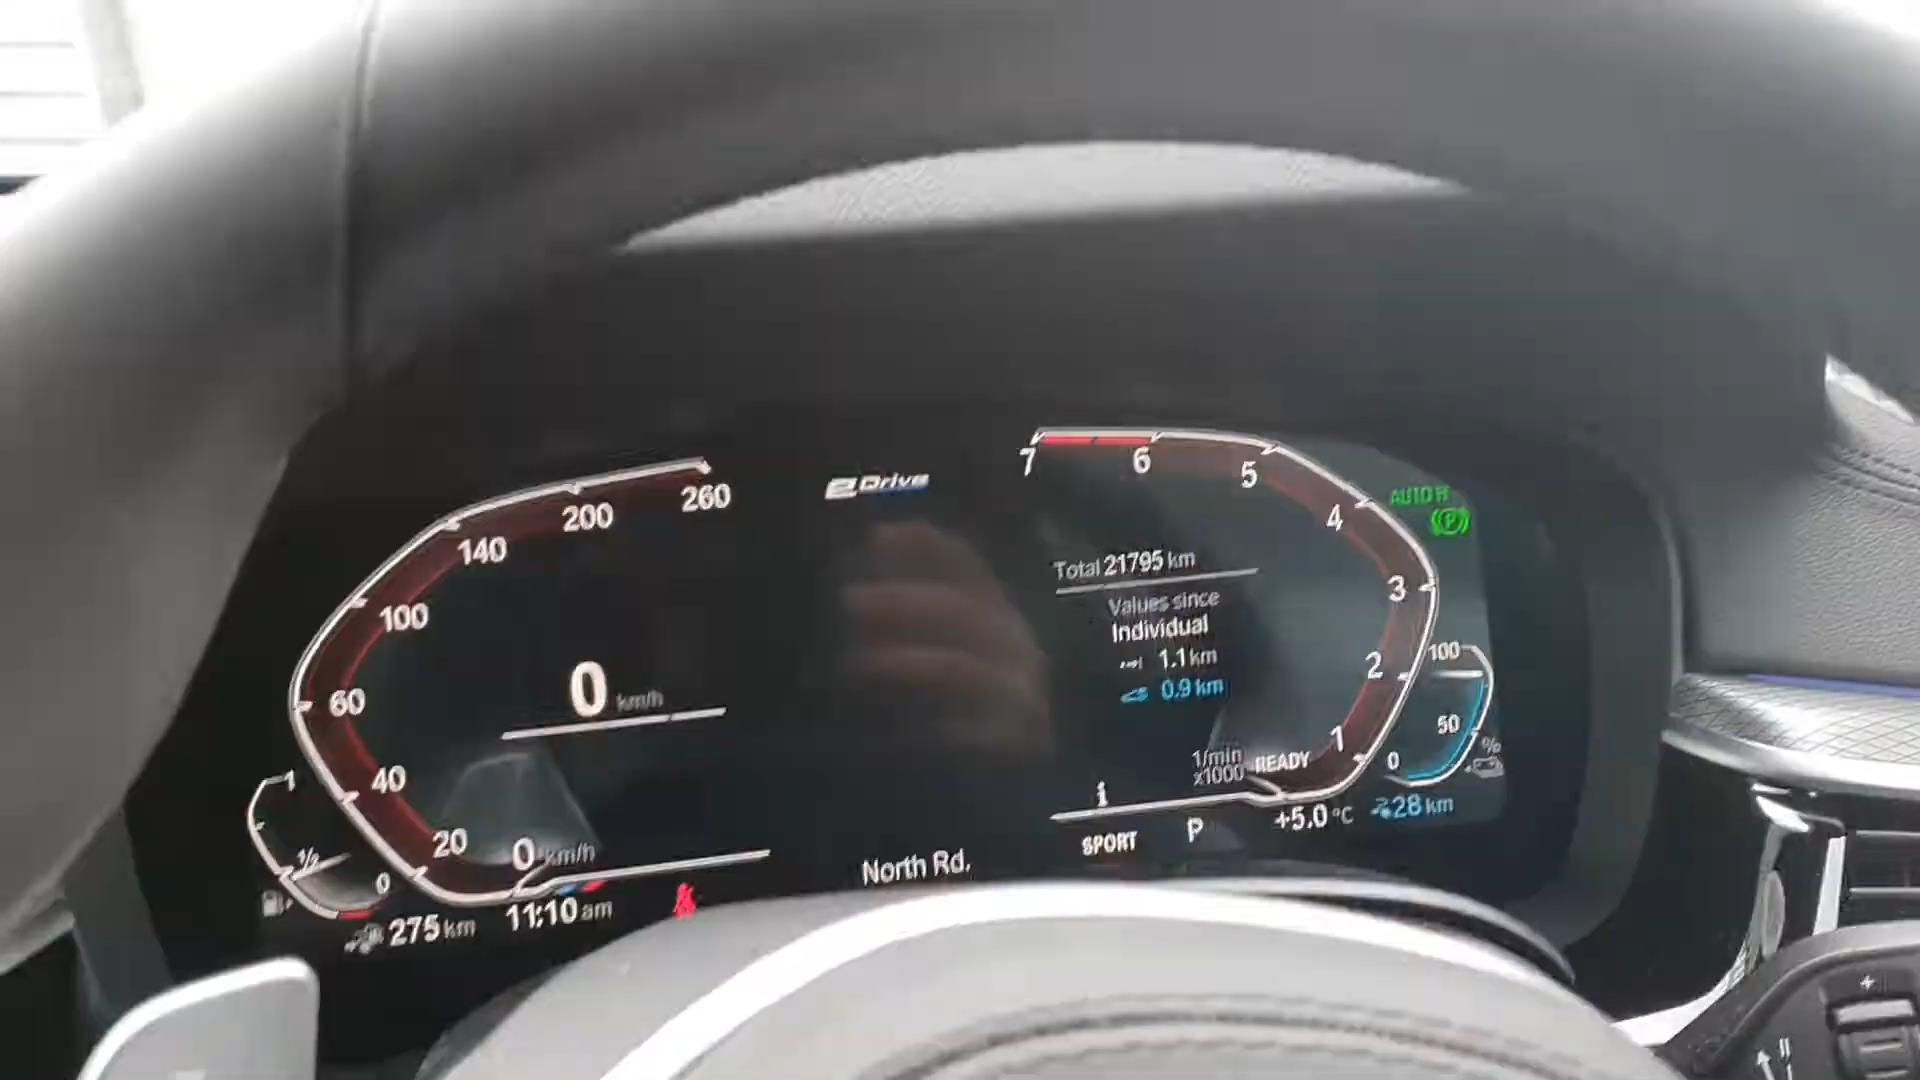 eDrive
260
200
140
100
60
40
20
0 km/h
0 km/h
7
6
5
4
3
2
1
AUTO H
P
Total 21795 km
Values since
Individual
1.1 km
0.9 km
1/min
x1000
READY
100
50
0
%
SPORT
P
+5.0 °C
28 km
North Rd.
1
1/2
0
275 km
11:10 am